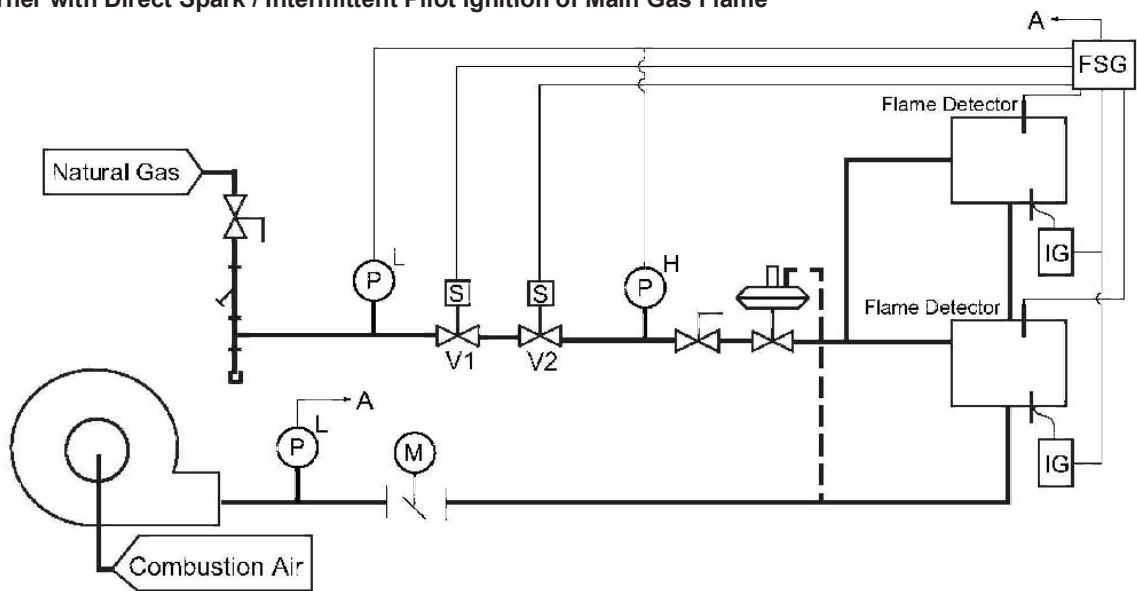 rner with Direct Spark / Intermittent Pilot Ignition of Main Gas Flame
A
FSG
Flame Detector
Natural Gas
IG
L
P
H
P
S
S
Flame Detector
V1
V2
A
L
P
M
IG
Combustion Air